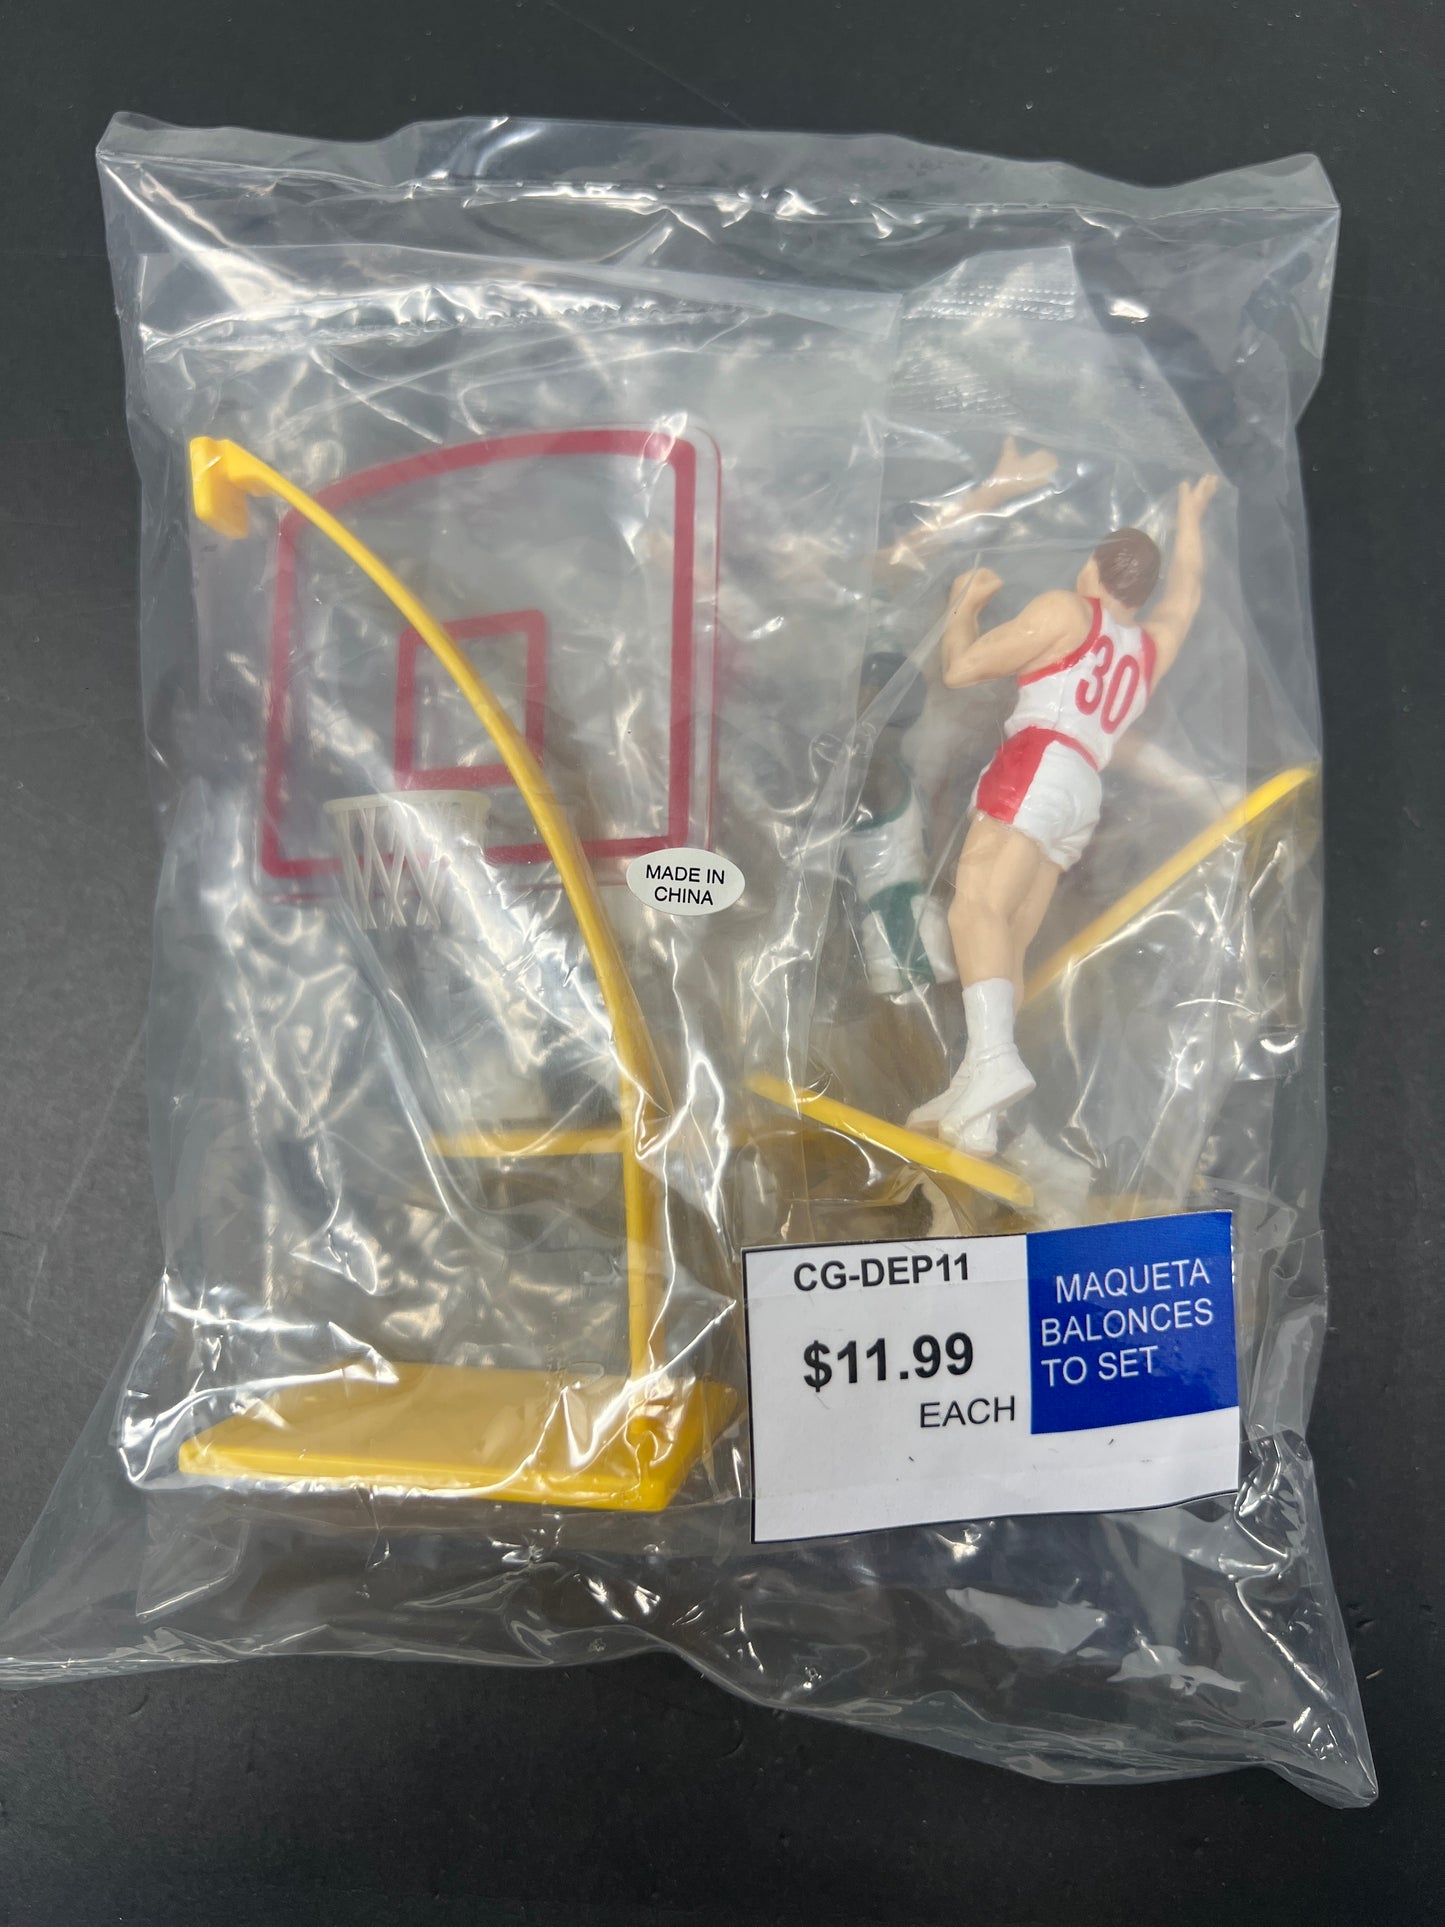 30
MADE IN
CHINA
CG-DEP11
$11.99
EACH
MAQUETA
BALONCES
TO SET